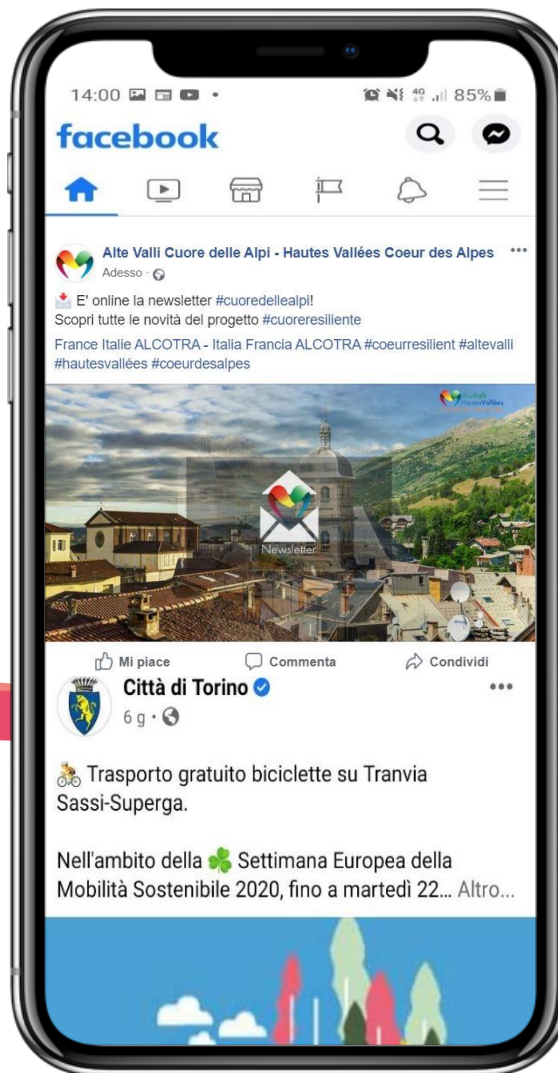 14:00
4G
85%
facebook
Alte Valli Cuore delle Alpi - Hautes Vallées Coeur des Alpes
Adesso ·
E' online la newsletter #cuoredellealpi!
Scopri tutte le novità del progetto #cuoreresiliente
France Italie ALCOTRA - Italia Francia ALCOTRA #coeurresilient #altevalli
#hautesvallées #coeurdesalpes
AlteValli
HautesVallées
Newsletter
Mi piace
Commenta
Condividi
Città di Torino
6 g ·
Trasporto gratuito biciclette su Tranvia
Sassi-Superga.
Nell'ambito della Settimana Europea della
Mobilità Sostenibile 2020, fino a martedì 22... Altro...